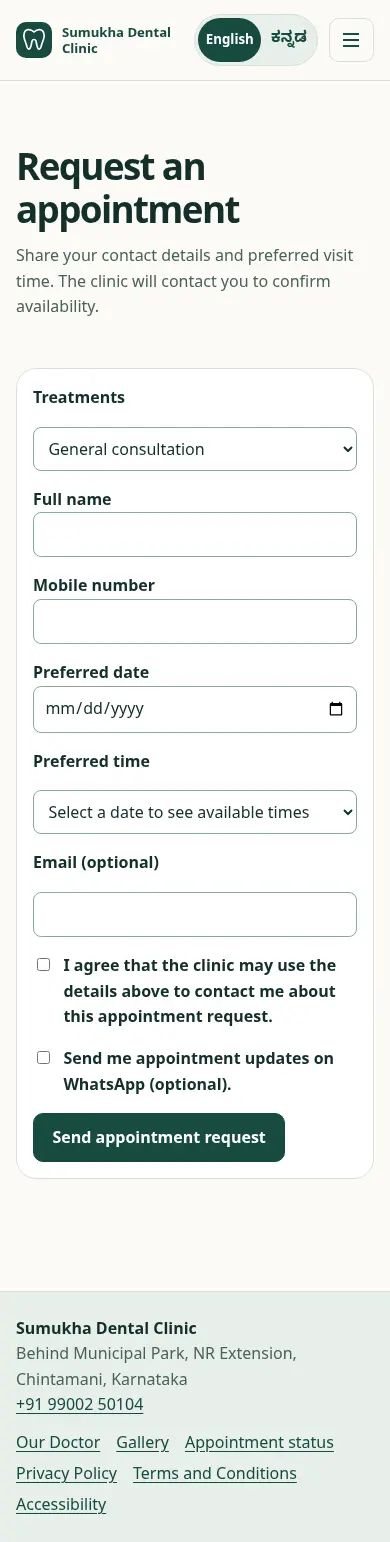 Sumukha Dental
Clinic
English
ಕನ್ನಡ
Request an
appointment
Share your contact details and preferred visit
time. The clinic will contact you to confirm
availability.
Treatments
General consultation
Full name
Mobile number
Preferred date
mm/dd/yyyy
Preferred time
Select a date to see available times
Email (optional)
I agree that the clinic may use the
details above to contact me about
this appointment request.
Send me appointment updates on
WhatsApp (optional).
Send appointment request
Sumukha Dental Clinic
Behind Municipal Park, NR Extension,
Chintamani, Karnataka
+91 99002 50104
Our Doctor Gallery Appointment status
Privacy Policy Terms and Conditions
Accessibility